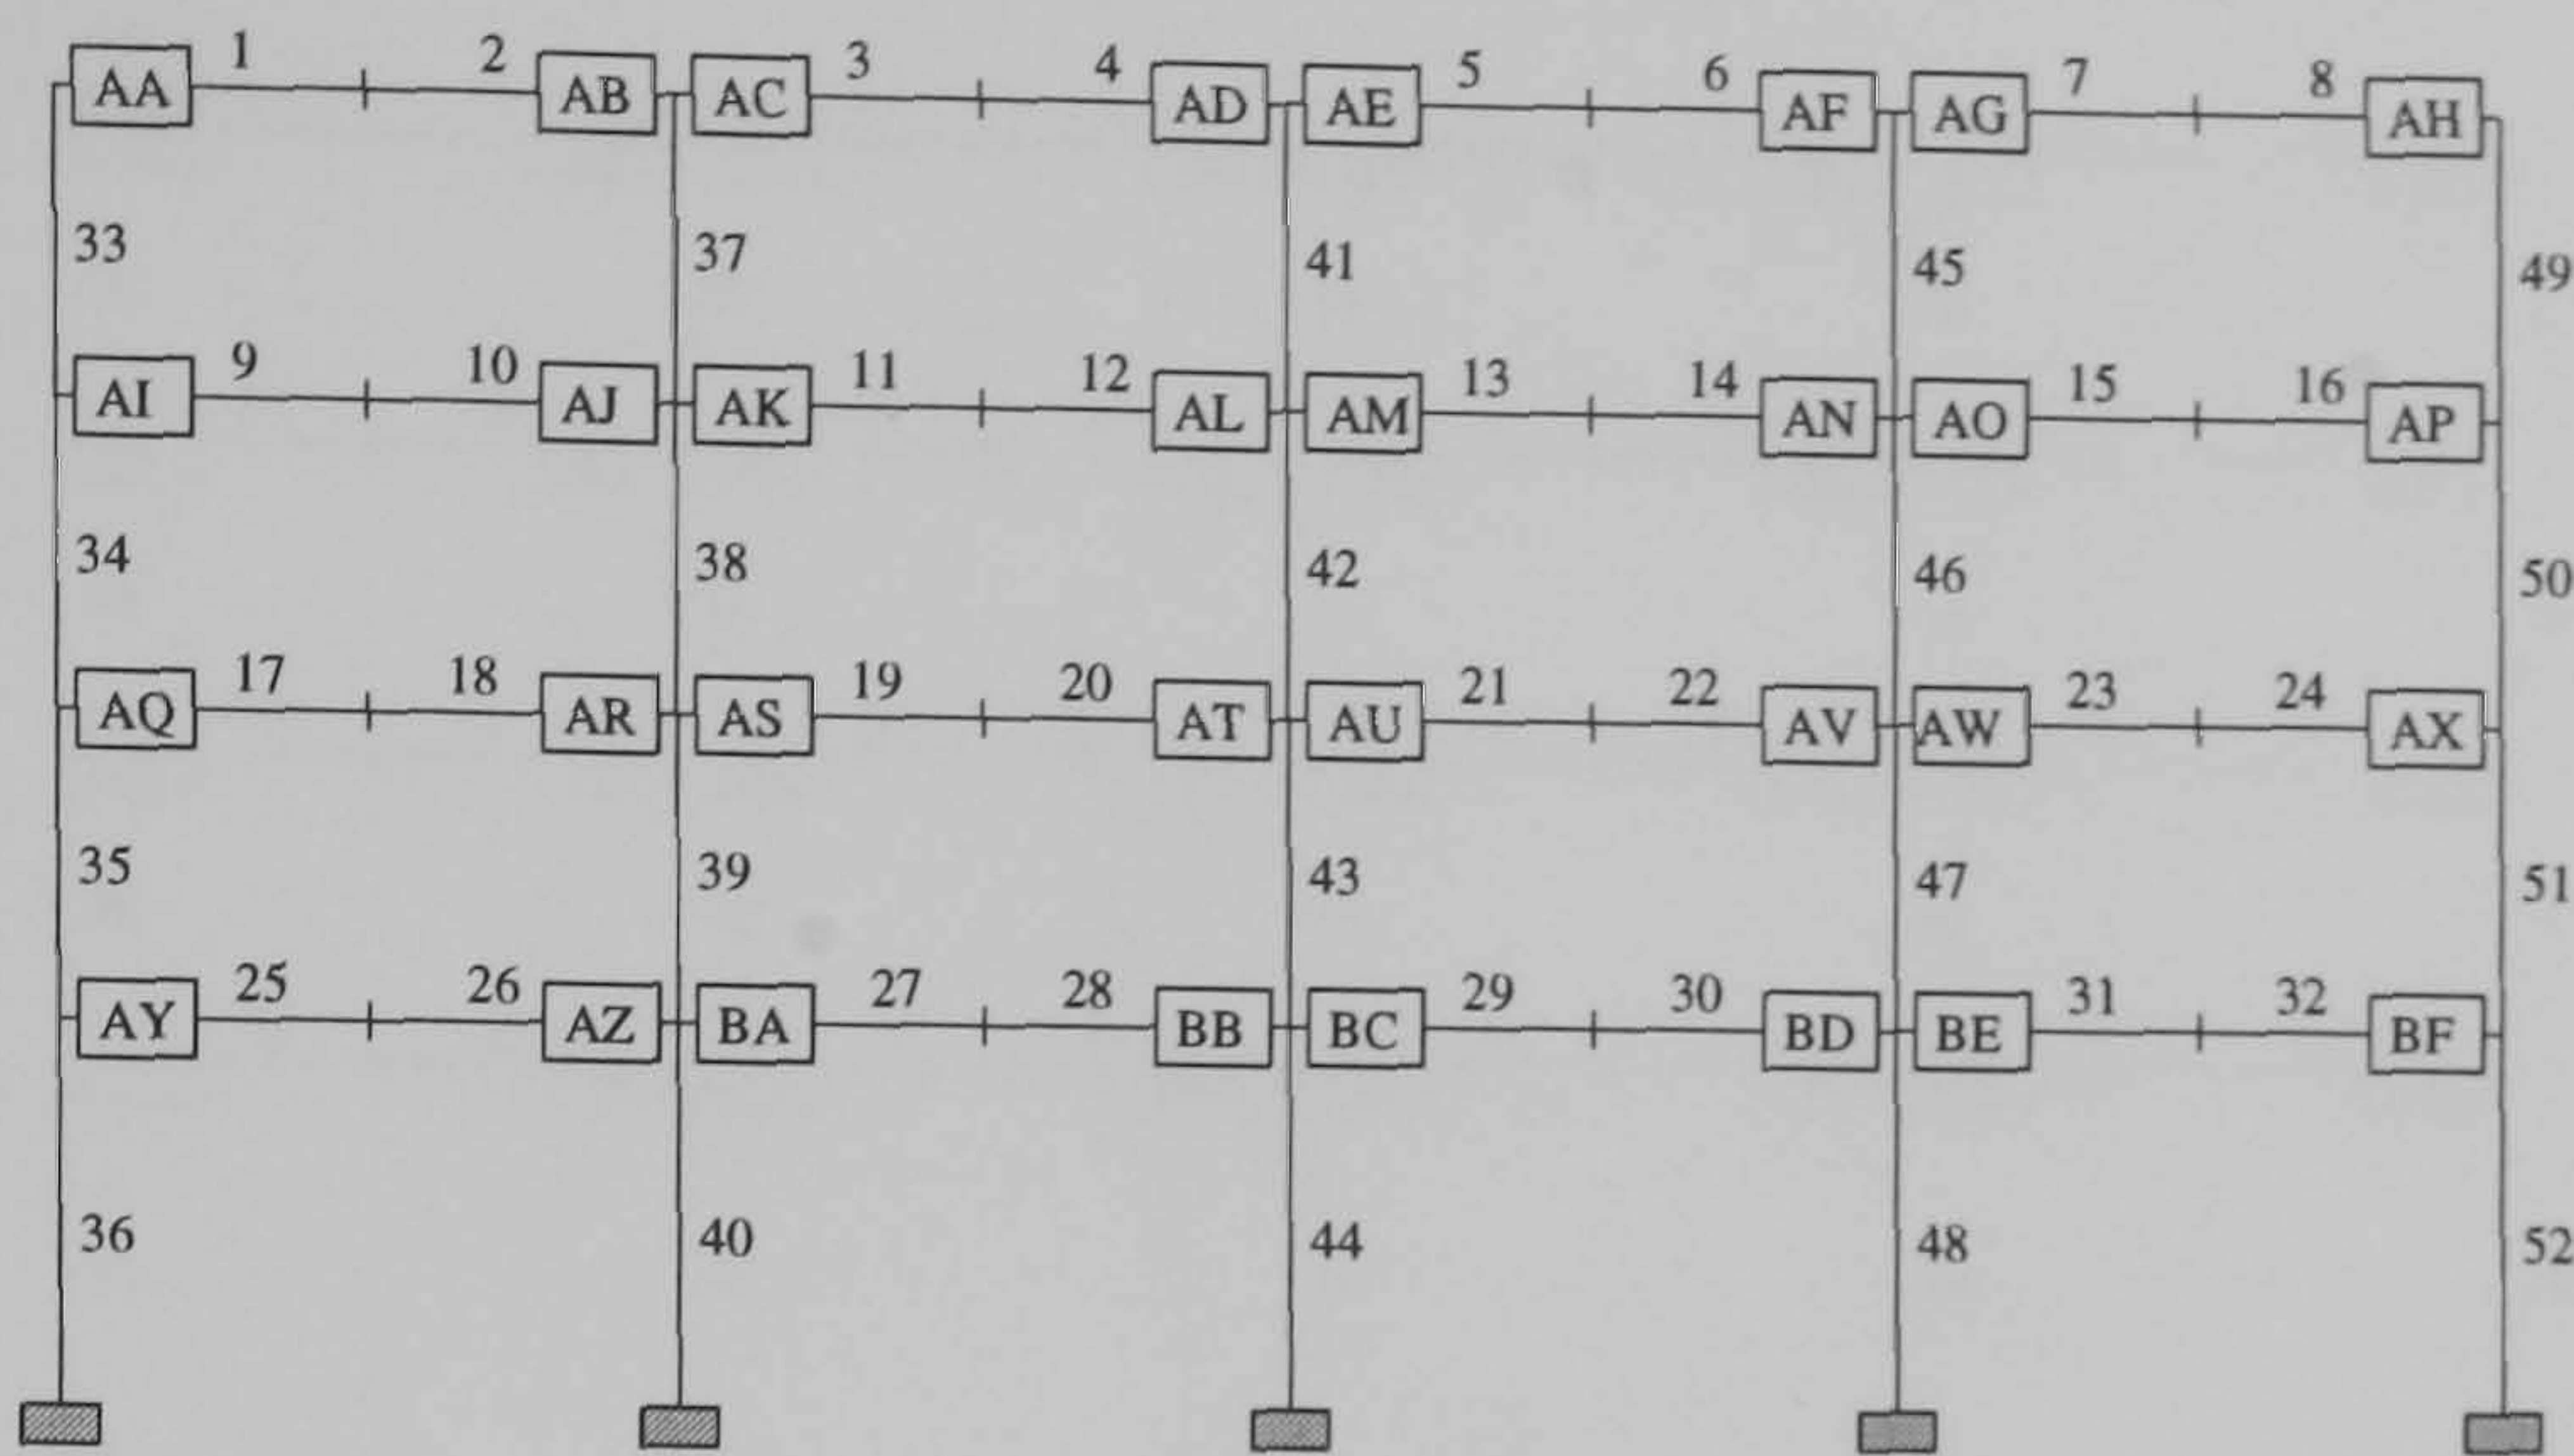 1 2 3 4 5 6 7 8
AA AB AC AD AE AF AG AH
33 37 41 45 49
9 10 11 12 13 14 15 16
AI AJ AK AL AM AN AO AP
34 38 42 46 50
17 18 19 20 21 22 23 24
AQ AR AS AT AU AV AW AX
35 39 43 47 51
25 26 27 28 29 30 31 32
AY AZ BA BB BC BD BE BF
36 40 44 48 52